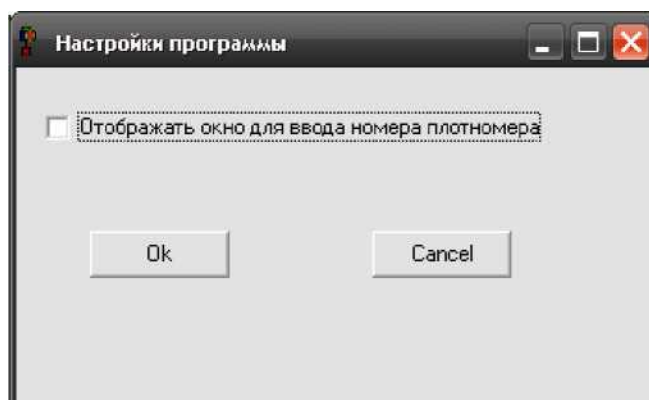 Настройки программы
Отображать окно для ввода номера плотномера
Ok
Cancel